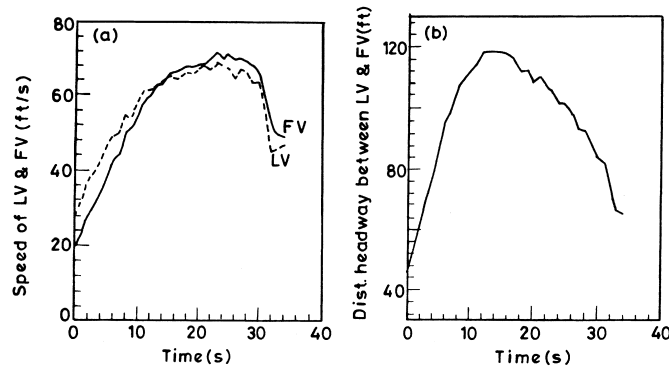 (a)
Speed of LV & FV (ft/s)
80
60
40
20
0
FV
LV
0 10 20 30 40
Time(s)
(b)
Dist. headway between LV & FV(ft)
120
80
40
0 10 20 30 40
Time(s)